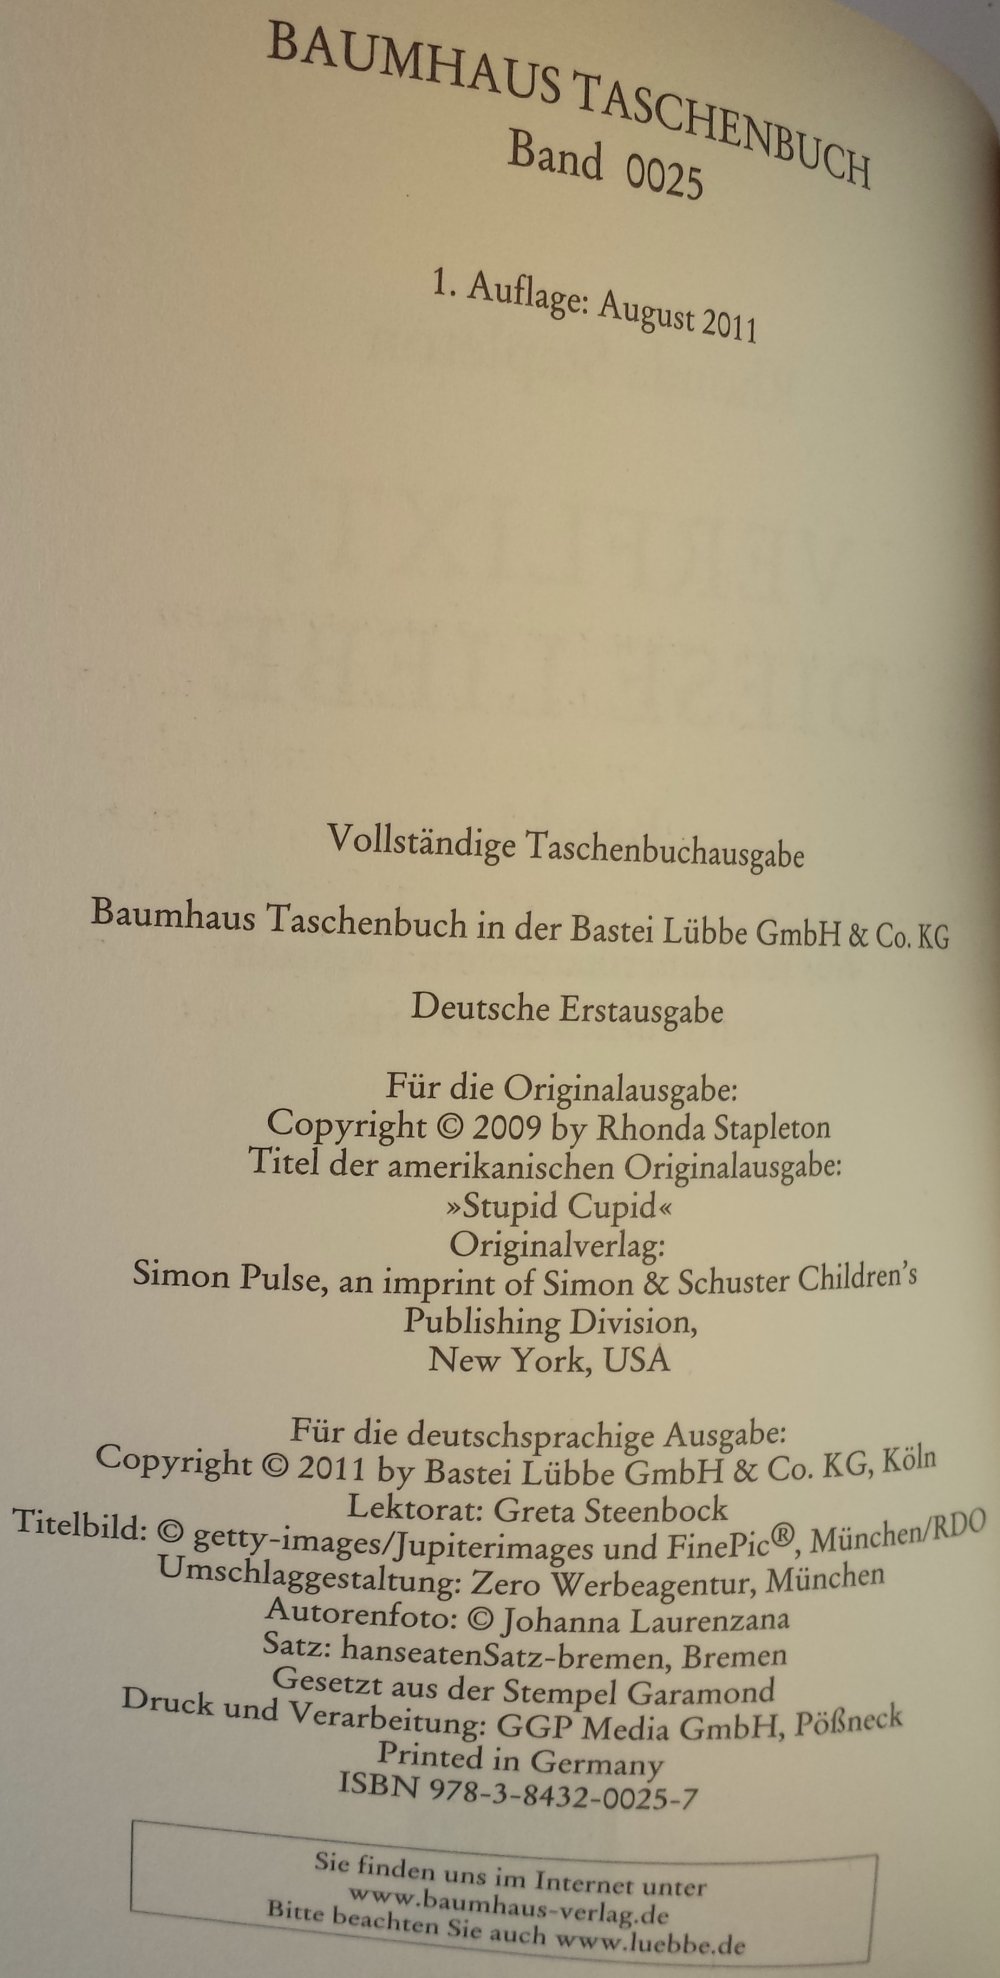 BAUMHAUS TASCHENBUCH
Band 0025
1. Auflage: August 2011
Vollständige Taschenbuchausgabe
Baumhaus Taschenbuch in der Bastei Lübbe GmbH & Co. KG
Deutsche Erstausgabe
Für die Originalausgabe:
Copyright © 2009 by Rhonda Stapleton
Titel der amerikanischen Originalausgabe:
»Stupid Cupid«
Originalverlag:
Simon Pulse, an imprint of Simon & Schuster Children's
Publishing Division,
New York, USA
Für die deutschsprachige Ausgabe:
Copyright © 2011 by Bastei Lübbe GmbH & Co. KG, Köln
Lektorat: Greta Steenbock
Titelbild: © getty-images/Jupiterimages und FinePic®, München/RDO
Umschlaggestaltung: Zero Werbeagentur, München
Autorenfoto: © Johanna Laurenzana
Satz: hanseatenSatz-bremen, Bremen
Gesetzt aus der Stempel Garamond
Druck und Verarbeitung: GGP Media GmbH, Pößneck
Printed in Germany
ISBN 978-3-8432-0025-7
Sie finden uns im Internet unter
www.baumhaus-verlag.de
Bitte beachten Sie auch www.luebbe.de